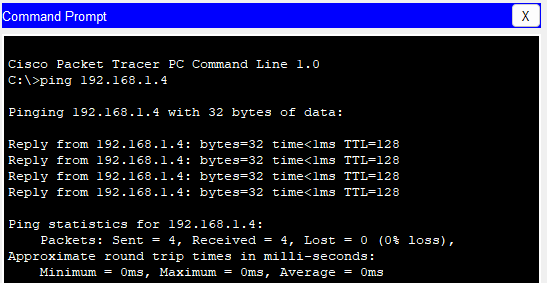 Command Prompt
X
Cisco Packet Tracer PC Command Line 1.0
C:\>ping 192.168.1.4
Pinging 192.168.1.4 with 32 bytes of data:
Reply from 192.168.1.4: bytes=32 time<1ms TTL=128
Reply from 192.168.1.4: bytes=32 time<1ms TTL=128
Reply from 192.168.1.4: bytes=32 time<1ms TTL=128
Reply from 192.168.1.4: bytes=32 time<1ms TTL=128
Ping statistics for 192.168.1.4:
    Packets: Sent = 4, Received = 4, Lost = 0 (0% loss),
Approximate round trip times in milli-seconds:
    Minimum = 0ms, Maximum = 0ms, Average = 0ms